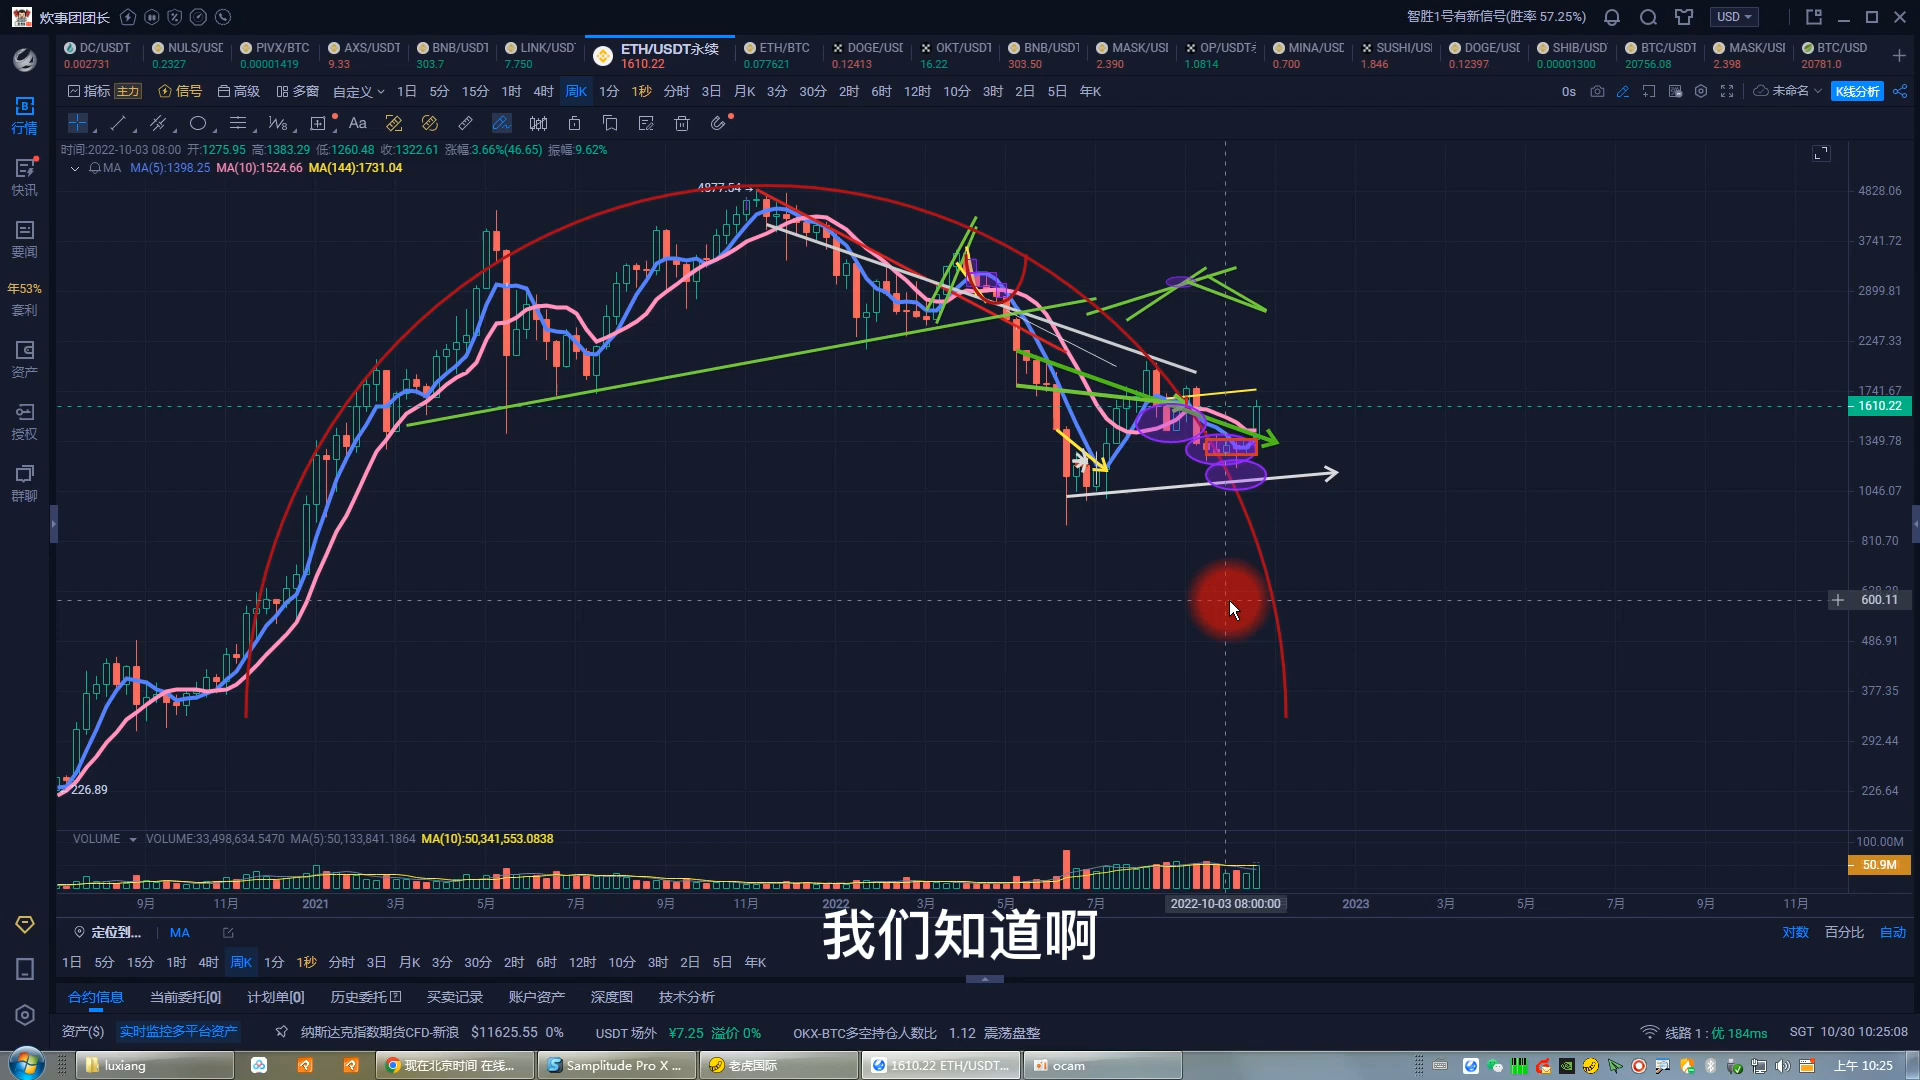 炊事团团长
智胜1号有新信号(胜率 57.25%)
USD
DC/USDT 0.002731
NULS/USD 0.2327
PIVX/BTC 0.00001419
AXS/USDT 9.33
BNB/USDT 303.7
LINK/USD 7.750
ETH/USDT永续 1610.22
ETH/BTC 0.077621
DOGE/USD 0.12413
OKT/USDT 16.22
BNB/USDT 303.50
MASK/USD 2.390
OP/USDT 1.0814
MINA/USD 0.700
SUSHI/US 1.846
DOGE/USD 0.12397
SHIB/USD 0.00001300
BTC/USDT 20756.08
MASK/USD 2.398
BTC/USD 20781.0
指标 主力 信号 高级 多窗 自定义 1日 5分 15分 1时 4时 周K 1分 1秒 分时 3日 月K 3分 30分 2时 6时 12时 10分 3时 2日 5日 年K
0s 未命名 K线分析
Aa
时间:2022-10-03 08:00 开:1275.95 高:1383.29 低:1260.48 收:1322.61 涨幅:3.66%(46.65) 振幅:9.62%
MA MA(5):1398.25 MA(10):1524.66 MA(144):1731.04
行情
快讯
要闻
年53%
套利
资产
授权
群聊
4877.54
226.89
4828.06
3741.72
2899.81
2247.33
1741.67
1610.22
1349.78
1046.07
810.70
600.11
486.91
377.35
292.44
226.64
VOLUME VOLUME:33,498,634.5470 MA(5):50,133,841.1864 MA(10):50,341,553.0838
100.00M
50.9M
9月 11月 2021 3月 5月 7月 9月 11月 2022 3月 5月 7月 2022-10-03 08:00:00 2023 3月 5月 7月 9月 11月
我们知道啊
定位到... MA
对数 百分比 自动
1日 5分 15分 1时 4时 周K 1分 1秒 分时 3日 月K 3分 30分 2时 6时 12时 10分 3时 2日 5日 年K
合约信息 当前委托[0] 计划单[0] 历史委托 买卖记录 账户资产 深度图 技术分析
资产($) 实时监控多平台资产 纳斯达克指数期货CFD-新浪 $11625.55 0% USDT 场外 ¥7.25 溢价 0% OKX-BTC多空持仓人数比 1.12 震荡盘整
线路 1 : 优 184ms SGT 10/30 10:25:08
luxiang
现在北京时间 在线...
Samplitude Pro X ...
老虎国际
1610.22 ETH/USDT...
ocam
上午 10:25